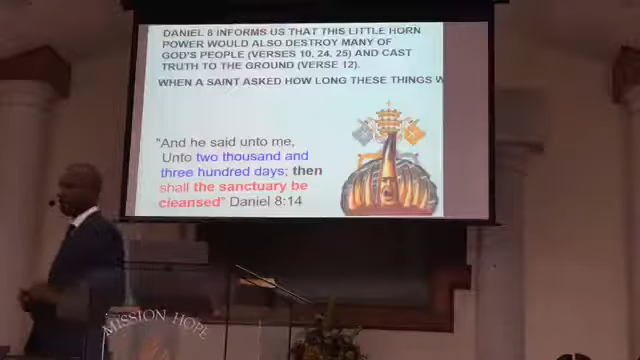 DANIEL 8 INFORMS US THAT THIS LITTLE HORN
POWER WOULD ALSO DESTROY MANY OF
GOD'S PEOPLE (VERSES 10, 24, 25) AND CAST
TRUTH TO THE GROUND (VERSE 12).
WHEN A SAINT ASKED HOW LONG THESE THINGS W
"And he said unto me,
Unto two thousand and
three hundred days; then
shall the sanctuary be
cleansed" Daniel 8:14
MISSION HOPE